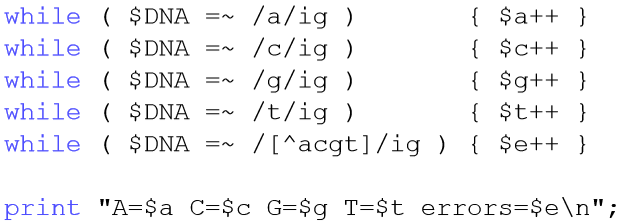 while ( $DNA =~ /a/ig )       { $a++ }
while ( $DNA =~ /c/ig )       { $c++ }
while ( $DNA =~ /g/ig )       { $g++ }
while ( $DNA =~ /t/ig )       { $t++ }
while ( $DNA =~ /[^acgt]/ig ) { $e++ }

print "A=$a C=$c G=$g T=$t errors=$e\n";